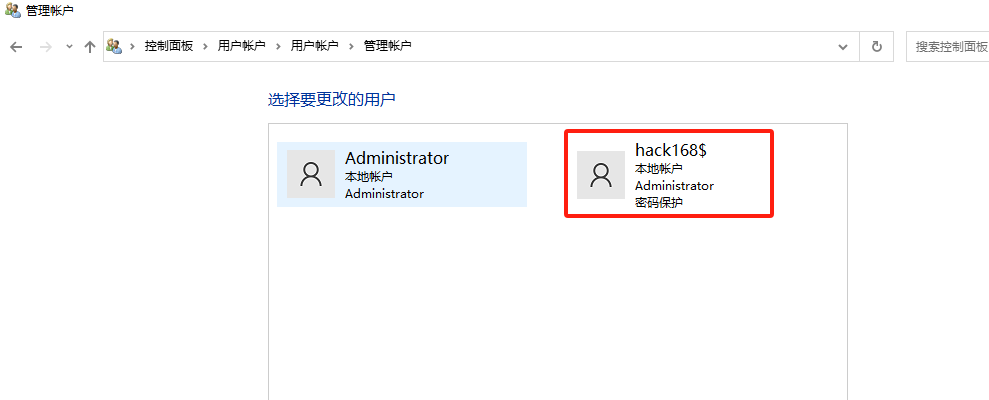 管理帐户
控制面板 › 用户帐户 › 用户帐户 › 管理帐户
搜索控制面板
选择要更改的用户
Administrator
本地帐户
Administrator
hack168$
本地帐户
Administrator
密码保护